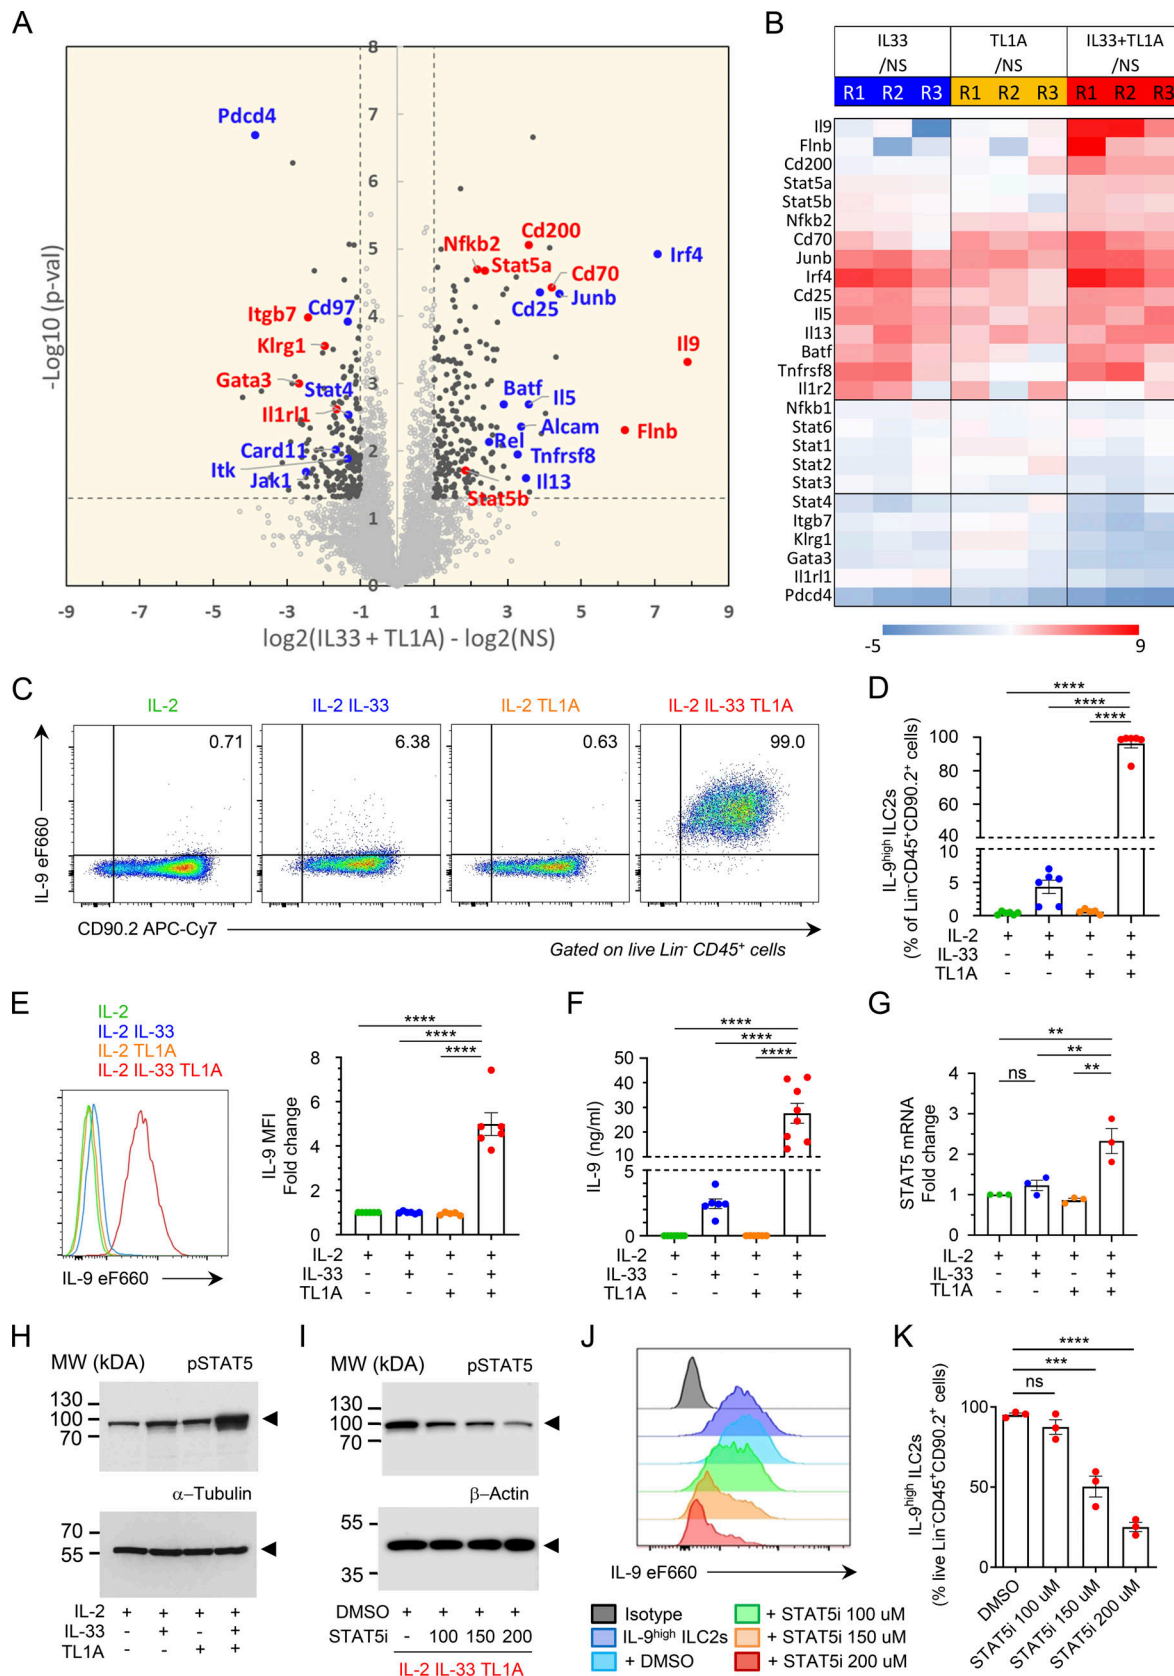 A
8
7
6
5
4
3
2
1
0
-Log10 (p-val)
Pdcd4
Cd200
Nfkb2
Irf4
Stat5a
Cd70
Cd25
Junb
Itgb7
Cd97
Klrg1
Il9
Gata3
Stat4
Batf
Il5
Il1rl1
Alcam
Flnb
Card11
Rel
Itk
Tnfrsf8
Jak1
Il13
Stat5b
-9 -7 -5 -3 -1 1 3 5 7 9
log2(IL33 + TL1A) - log2(NS)
B
IL33 /NS
TL1A /NS
IL33+TL1A /NS
R1 R2 R3 R1 R2 R3 R1 R2 R3
Il9
Flnb
Cd200
Stat5a
Stat5b
Nfkb2
Cd70
Junb
Irf4
Cd25
Il5
Il13
Batf
Tnfrsf8
Il1r2
Nfkb1
Stat6
Stat1
Stat2
Stat3
Stat4
Itgb7
Klrg1
Gata3
Il1rl1
Pdcd4
-5 9
C
IL-2 IL-2 IL-33 IL-2 TL1A IL-2 IL-33 TL1A
0.71 6.38 0.63 99.0
IL-9 eF660
CD90.2 APC-Cy7
Gated on live Lin- CD45+ cells
D
****
****
****
IL-9high ILC2s
(% of Lin-CD45+CD90.2+ cells)
100
80
60
40
10
5
0
IL-2 + + + +
IL-33 - + - +
TL1A - - + +
E
IL-2
IL-2 IL-33
IL-2 TL1A
IL-2 IL-33 TL1A
IL-9 eF660
****
****
****
IL-9 MFI
Fold change
8
6
4
2
1
0
IL-2 + + + +
IL-33 - + - +
TL1A - - + +
F
****
****
****
IL-9 (ng/ml)
50
40
30
20
10
5
0
IL-2 + + + +
IL-33 - + - +
TL1A - - + +
G
**
**
ns **
STAT5 mRNA
Fold change
4
3
2
1
0
IL-2 + + + +
IL-33 - + - +
TL1A - - + +
H
MW (kDA) pSTAT5
130
100
70
α–Tubulin
70
55
IL-2 + + + +
IL-33 - + - +
TL1A - - + +
I
MW (kDA) pSTAT5
130
100
70
β–Actin
55
35
DMSO + + + +
STAT5i - 100 150 200
IL-2 IL-33 TL1A
J
IL-9 eF660
Isotype
IL-9high ILC2s
+ DMSO
+ STAT5i 100 uM
+ STAT5i 150 uM
+ STAT5i 200 uM
K
****
***
ns
IL-9high ILC2s
(% live Lin-CD45+CD90.2+ cells)
100
50
0
DMSO
STAT5i 100 uM
STAT5i 150 uM
STAT5i 200 uM